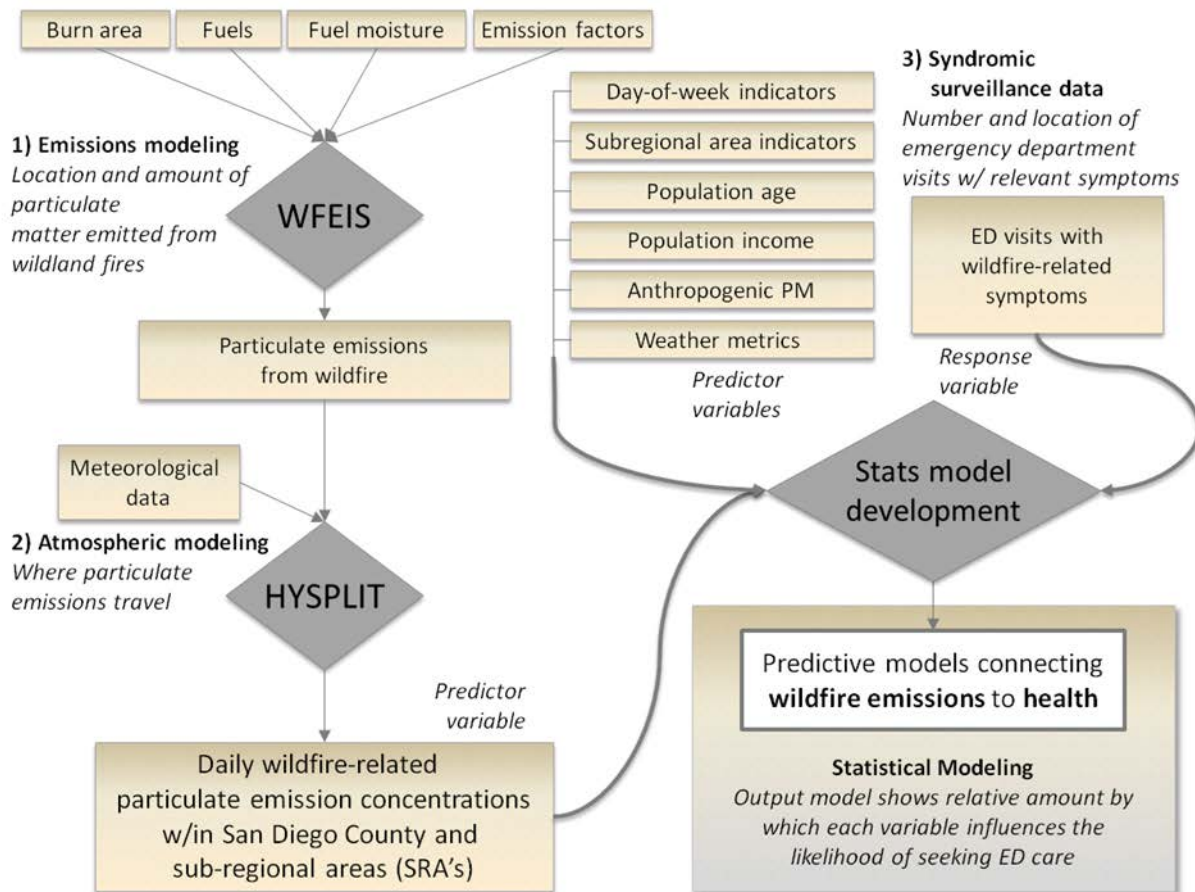 Burn area
Fuels
Fuel moisture
Emission factors
1) Emissions modeling
Location and amount of
particulate
matter emitted from
wildland fires
WFEIS
Particulate emissions
from wildfire
Meteorological
data
2) Atmospheric modeling
Where particulate
emissions travel
HYSPLIT
Predictor
variable
Daily wildfire-related
particulate emission concentrations
w/in San Diego County and
sub-regional areas (SRA's)
Day-of-week indicators
Subregional area indicators
Population age
Population income
Anthropogenic PM
Weather metrics
Predictor
variables
3) Syndromic
surveillance data
Number and location of
emergency department
visits w/ relevant symptoms
ED visits with
wildfire-related
symptoms
Response
variable
Stats model
development
Predictive models connecting
wildfire emissions to health
Statistical Modeling
Output model shows relative amount by
which each variable influences the
likelihood of seeking ED care